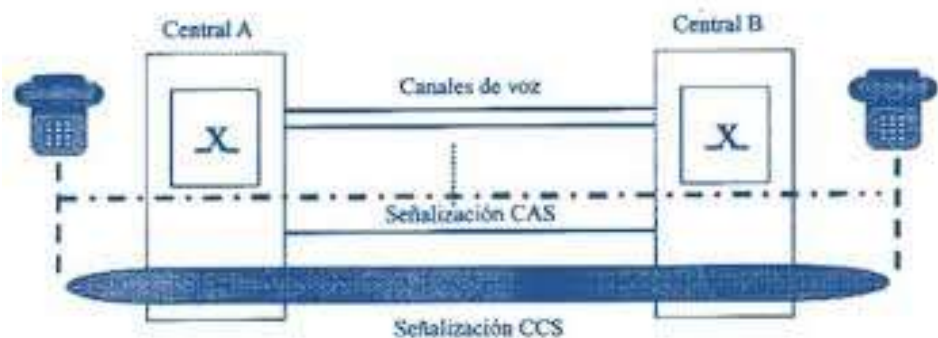 Central A
Central B
Canales de voz
X
X
Señalización CAS
Señalización CCS